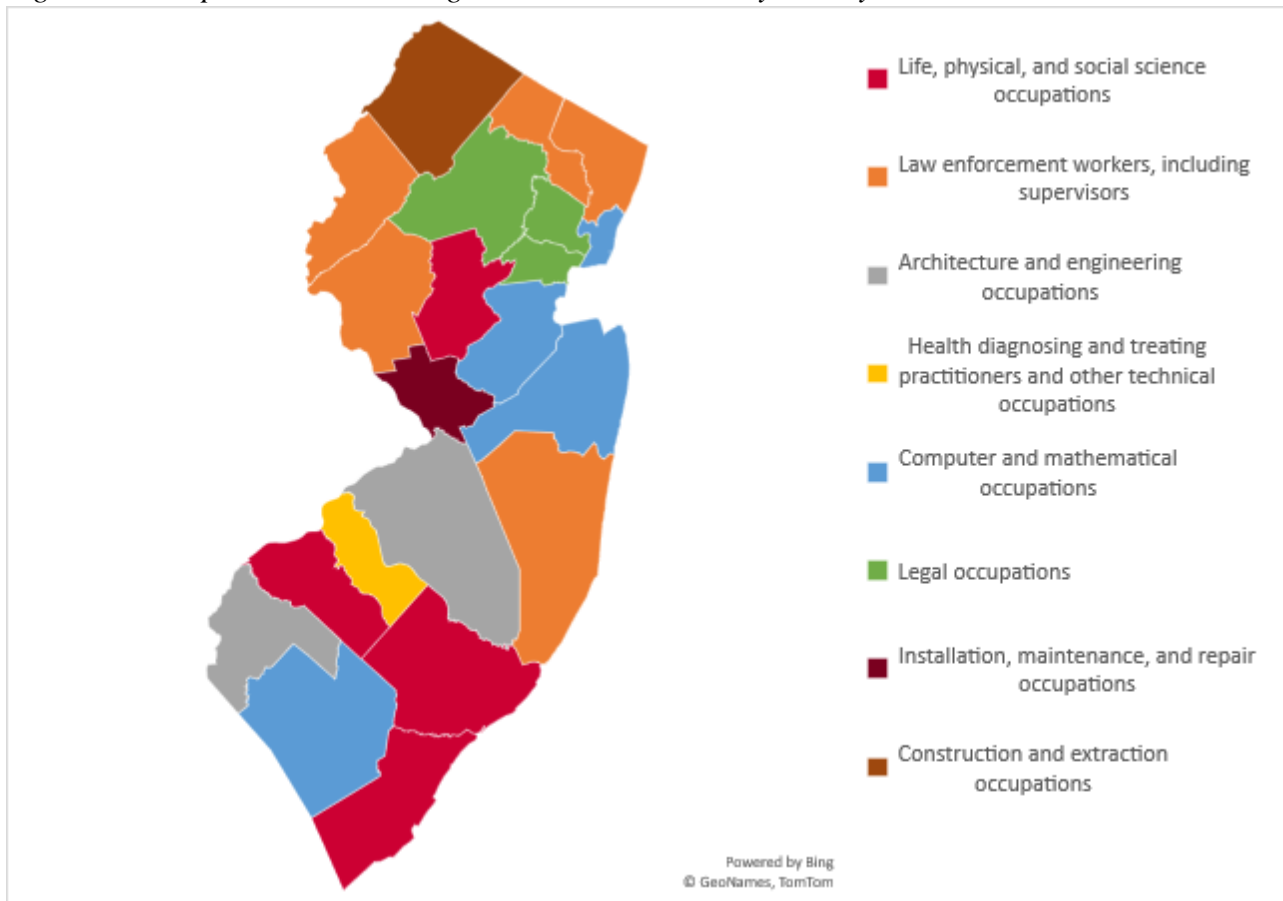 Life, physical, and social science
occupations
Law enforcement workers, including
supervisors
Architecture and engineering
occupations
Health diagnosing and treating
practitioners and other technical
occupations
Computer and mathematical
occupations
Legal occupations
Installation, maintenance, and repair
occupations
Construction and extraction
occupations
Powered by Bing
© GeoNames, TomTom